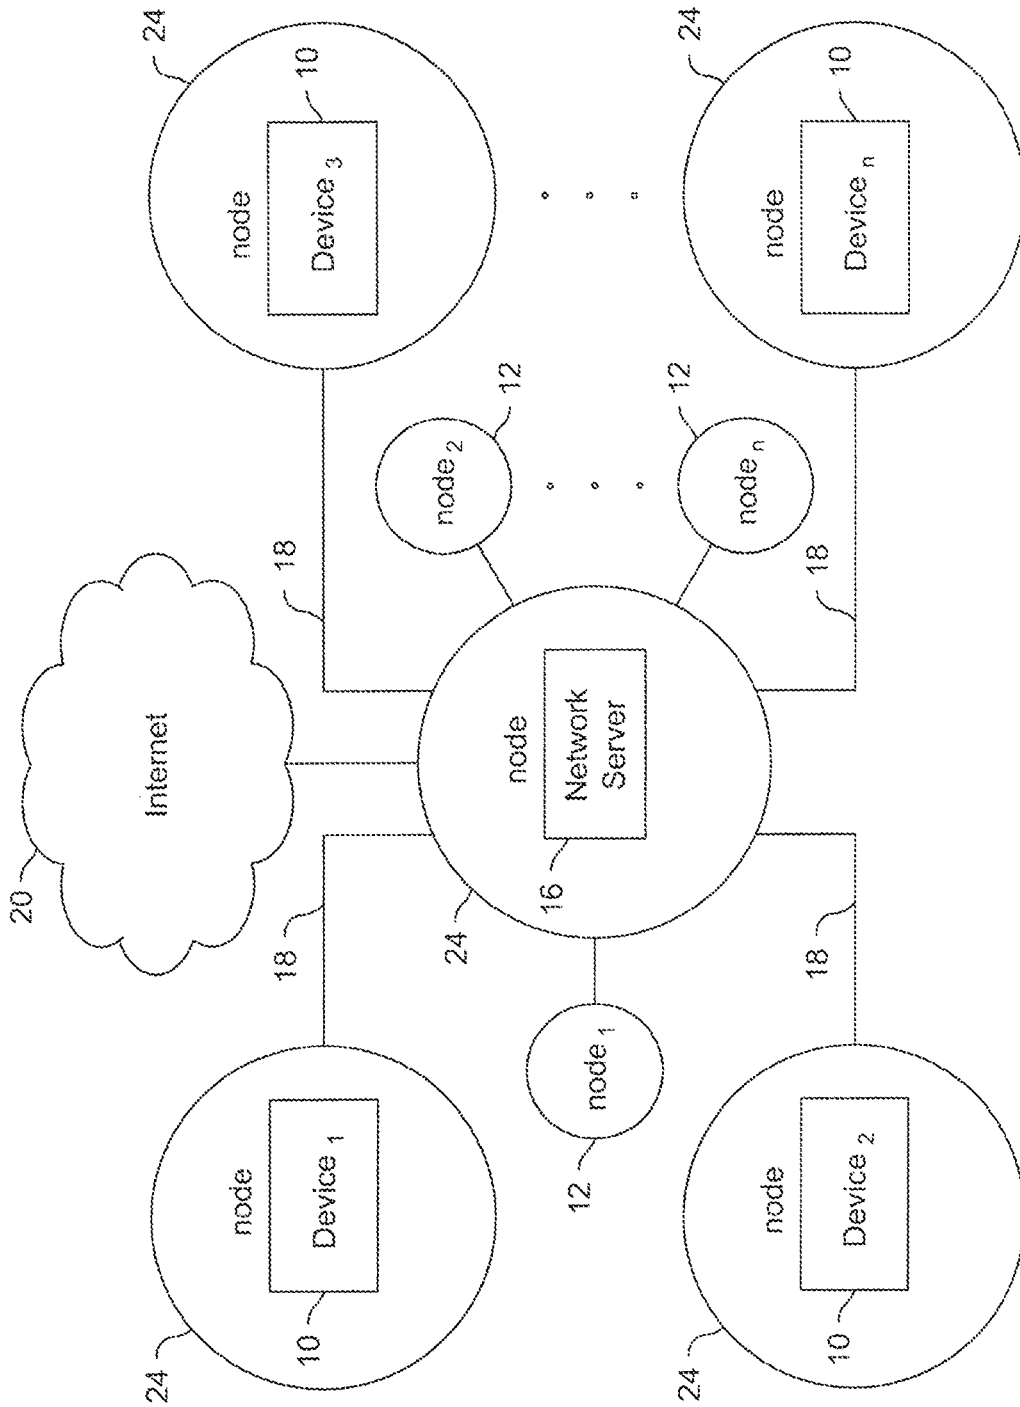 20
Internet
24
node
Device 1
10
18
18
24
node
Device 3
10
24
node
Network
Server
16
12
node 1
node 2
12
node n
12
24
node
Device 2
10
18
18
24
node
Device n
10